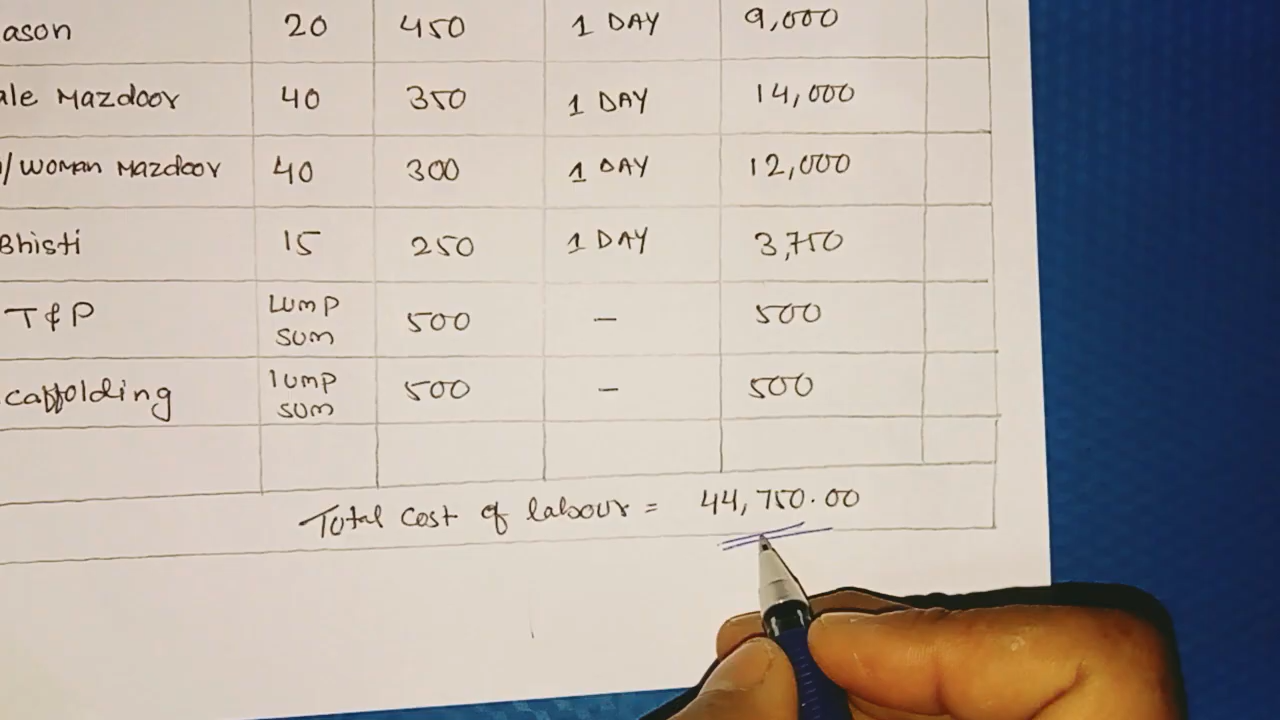 ason 20 450 1 DAY 9,000
ale Mazdoor 40 350 1 DAY 14,000
/woman Mazdoor 40 300 1 DAY 12,000
Bhisti 15 250 1 DAY 3,750
T & P Lump sum 500 – 500
caffolding lump sum 500 – 500
Total cost of labour = 44,750.00